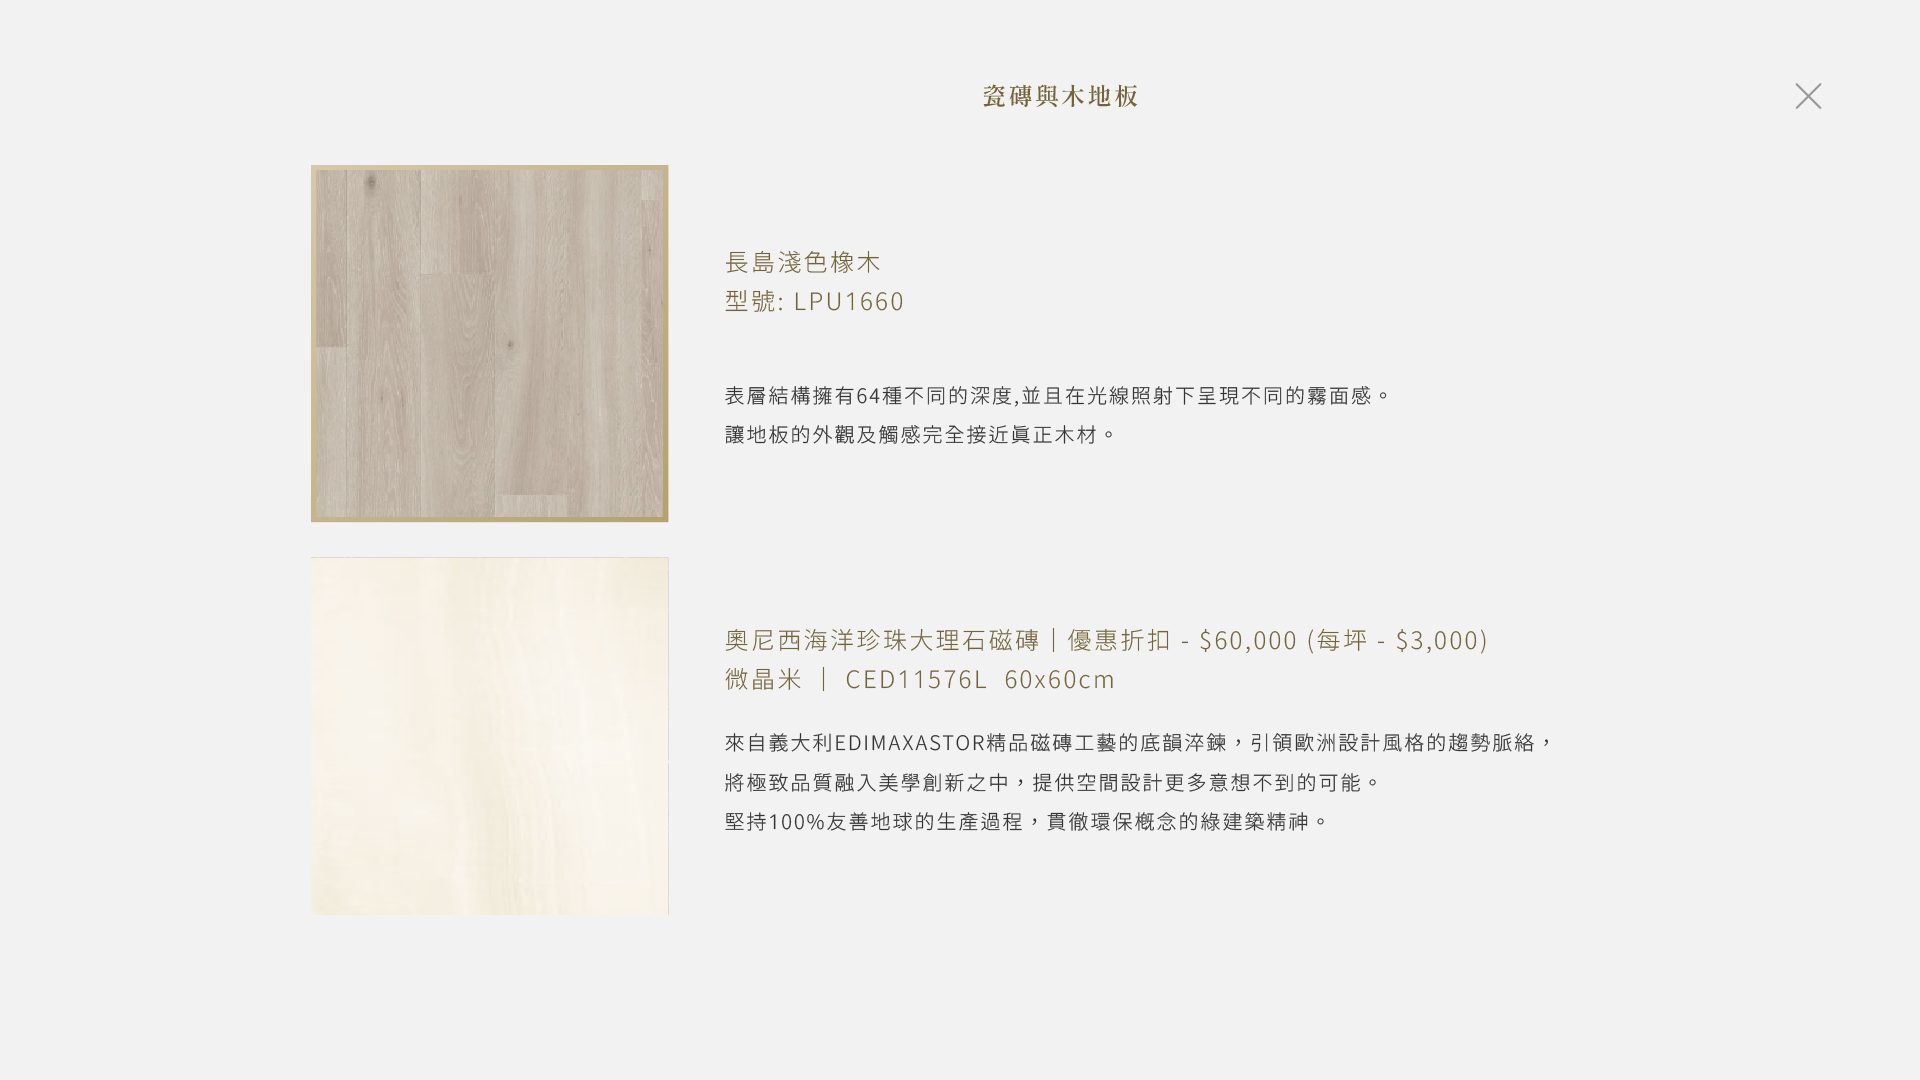 瓷磚與木地板
長島淺色橡木
型號: LPU1660
表層結構擁有64種不同的深度,並且在光線照射下呈現不同的霧面感。
讓地板的外觀及觸感完全接近真正木材。
奧尼西海洋珍珠大理石磁磚｜優惠折扣 - $60,000 (每坪 - $3,000)
微晶米 ｜ CED11576L 60x60cm
來自義大利EDIMAXASTOR精品磁磚工藝的底韻淬鍊，引領歐洲設計風格的趨勢脈絡，
將極致品質融入美學創新之中，提供空間設計更多意想不到的可能。
堅持100%友善地球的生產過程，貫徹環保概念的綠建築精神。